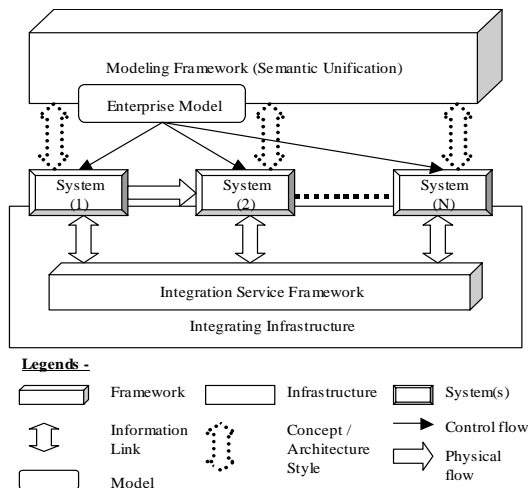 Modeling Framework (Semantic Unification)
Enterprise Model
System
(1)
System
(2)
System
(N)
Integration Service Framework
Integrating Infrastructure
Legends -
Framework
Infrastructure
System(s)
Information
Link
Concept /
Architecture
Style
Control flow
Physical
flow
Model